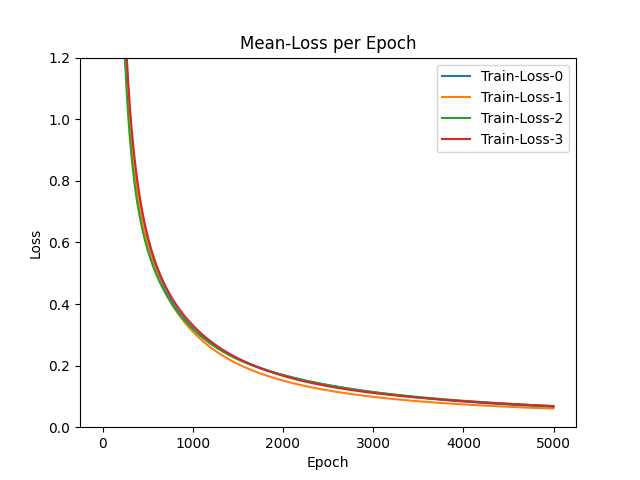 Mean-Loss per Epoch
1.2
1.0
0.8
0.6
0.4
0.2
0.0
Loss
Train-Loss-0
Train-Loss-1
Train-Loss-2
Train-Loss-3
0 1000 2000 3000 4000 5000
Epoch